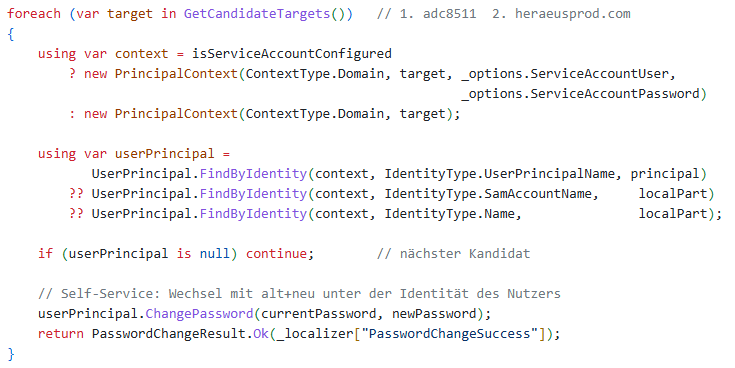 foreach (var target in GetCandidateTargets())   // 1. adc8511  2. heraeusprod.com
{
    using var context = isServiceAccountConfigured
        ? new PrincipalContext(ContextType.Domain, target, _options.ServiceAccountUser,
                                                           _options.ServiceAccountPassword)
        : new PrincipalContext(ContextType.Domain, target);

    using var userPrincipal =
           UserPrincipal.FindByIdentity(context, IdentityType.UserPrincipalName, principal)
        ?? UserPrincipal.FindByIdentity(context, IdentityType.SamAccountName,     localPart)
        ?? UserPrincipal.FindByIdentity(context, IdentityType.Name,               localPart);

    if (userPrincipal is null) continue;        // nächster Kandidat

    // Self-Service: Wechsel mit alt+neu unter der Identität des Nutzers
    userPrincipal.ChangePassword(currentPassword, newPassword);
    return PasswordChangeResult.Ok(_localizer["PasswordChangeSuccess"]);
}